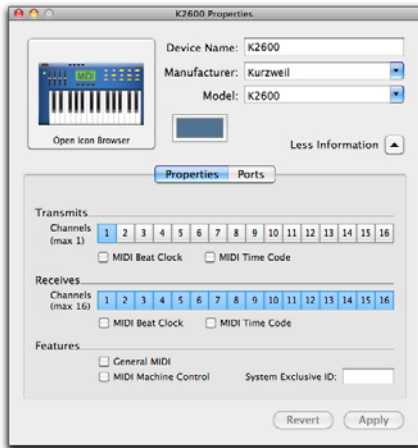 K2600 Properties
MIDI
Open Icon Browser
Device Name: K2600
Manufacturer: Kurzweil
Model: K2600
Less Information
Properties Ports
Transmits
Channels (max 1) 1 2 3 4 5 6 7 8 9 10 11 12 13 14 15 16
MIDI Beat Clock MIDI Time Code
Receives
Channels (max 16) 1 2 3 4 5 6 7 8 9 10 11 12 13 14 15 16
MIDI Beat Clock MIDI Time Code
Features
General MIDI
MIDI Machine Control System Exclusive ID:
Revert Apply